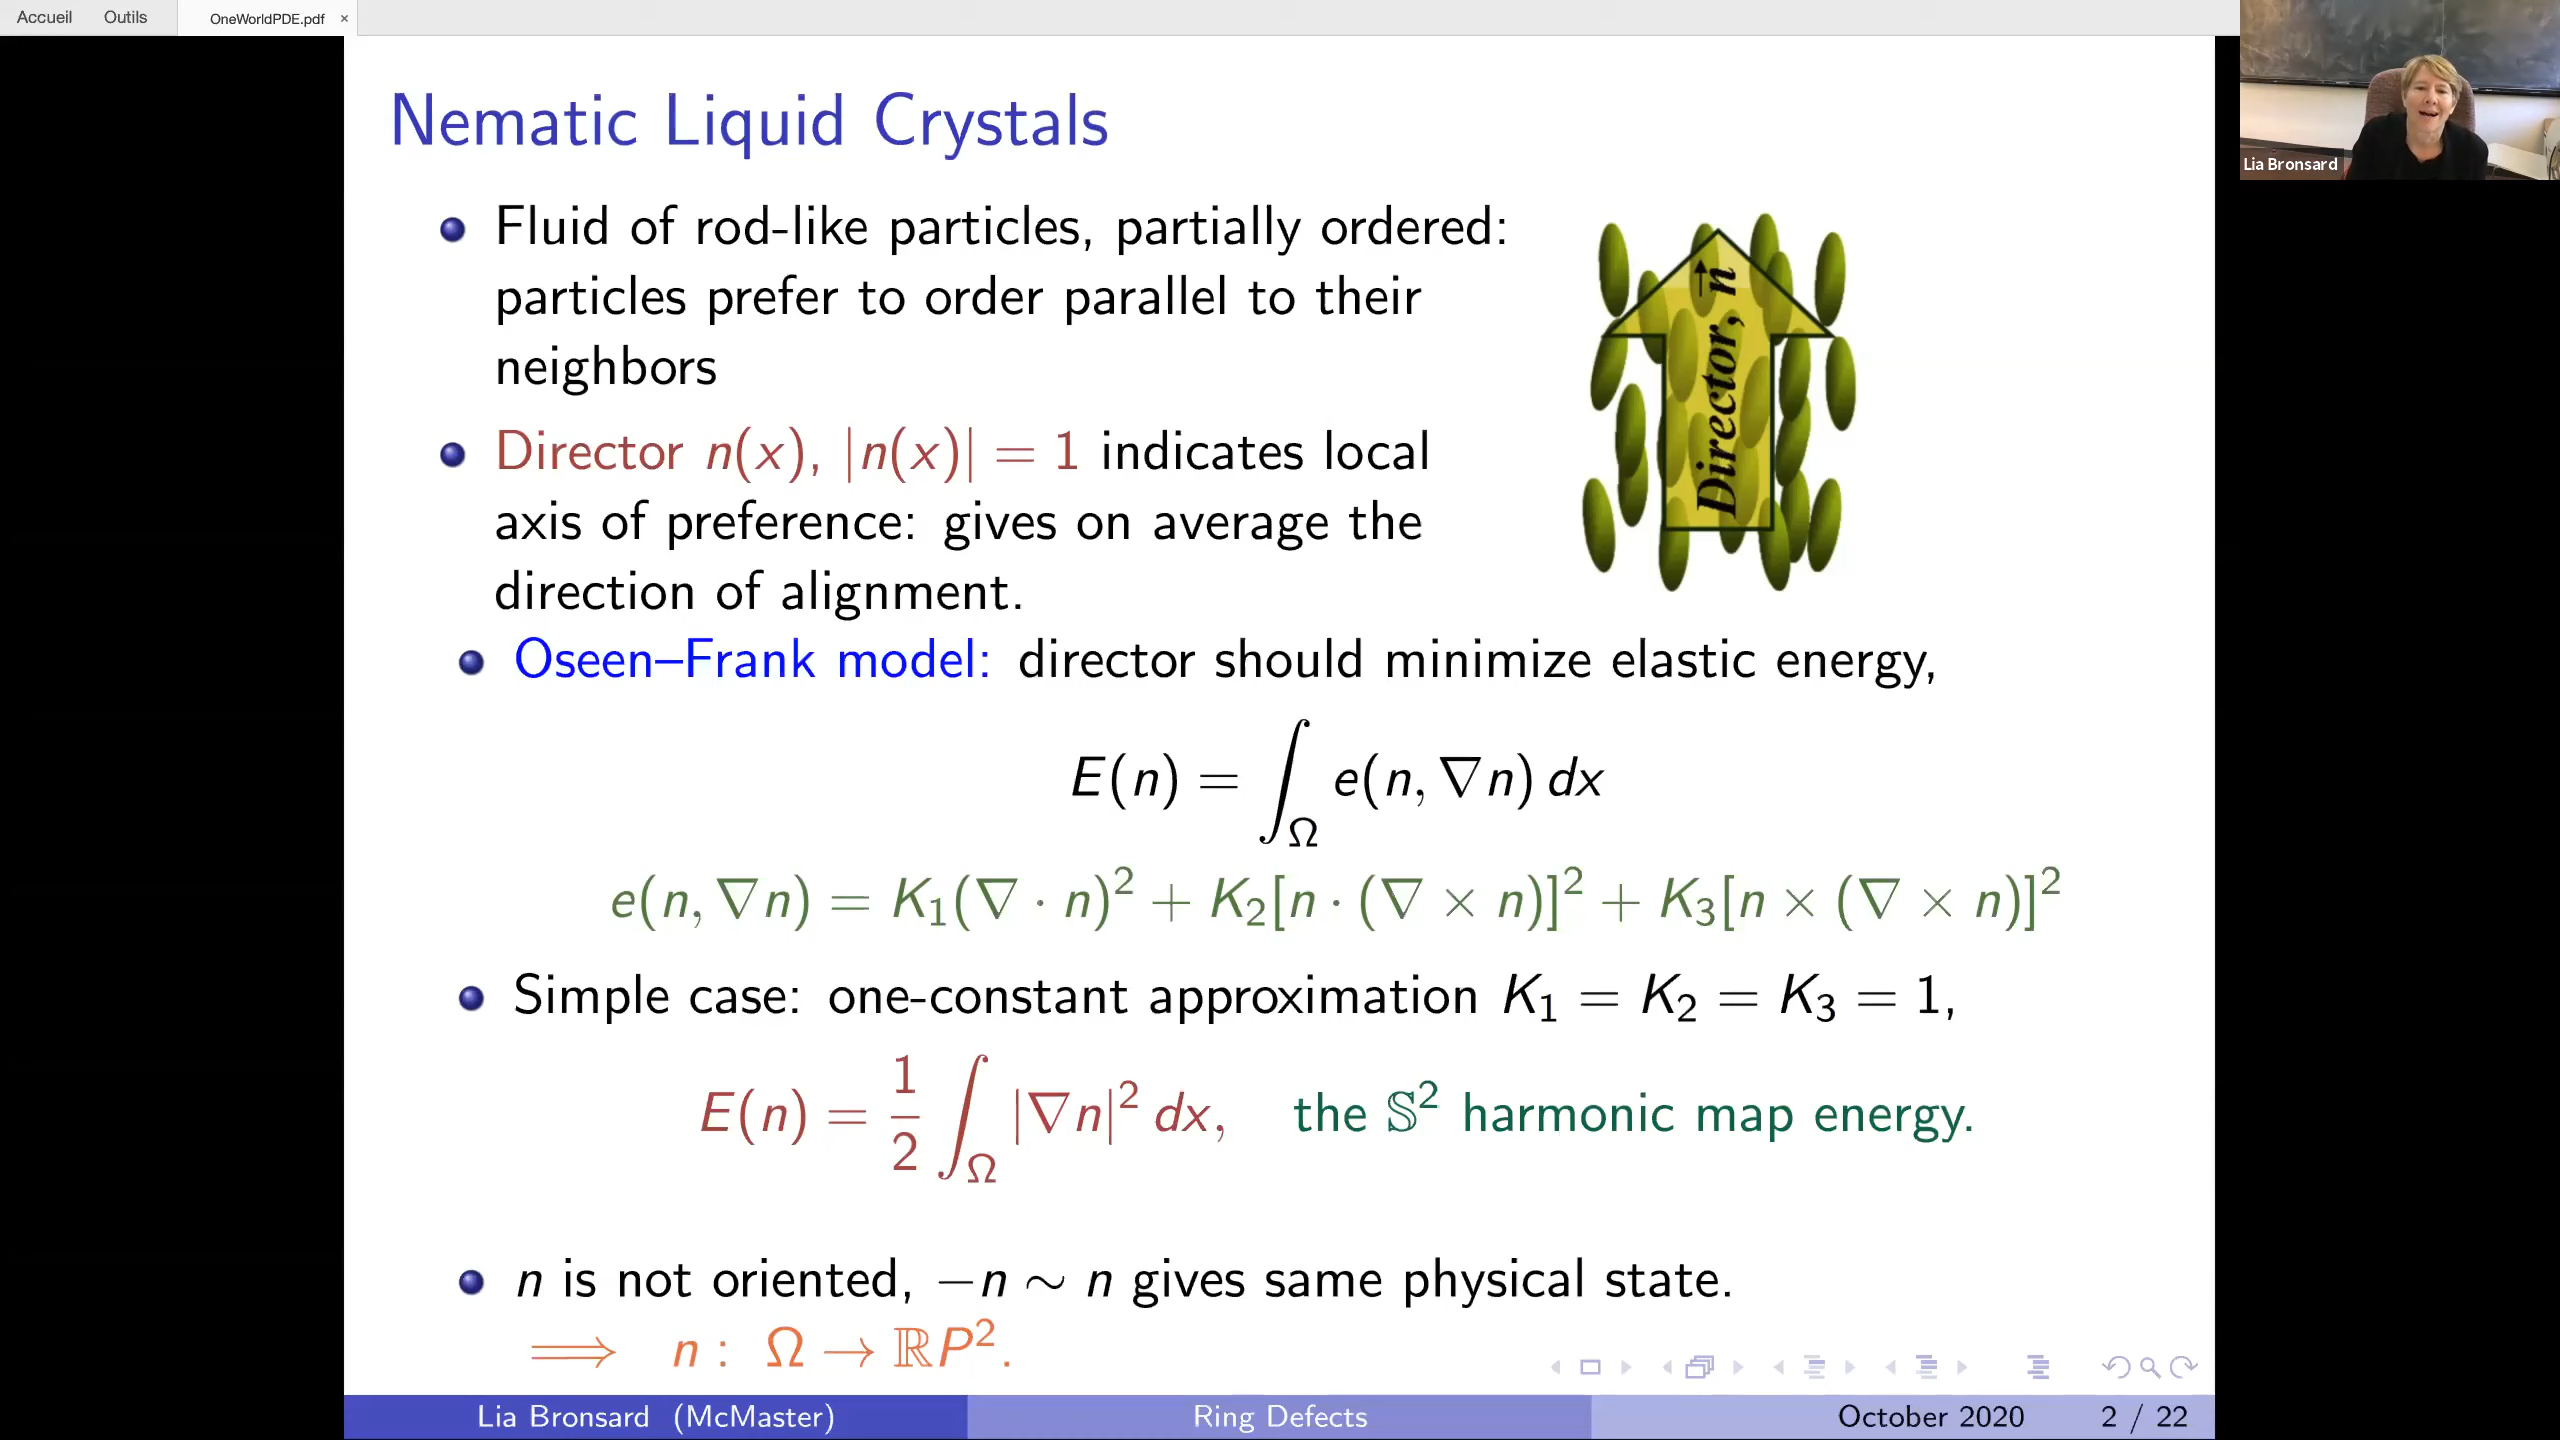 Accueil Outils OneWorldPDE.pdf ×
Lia Bronsard
Nematic Liquid Crystals
Fluid of rod-like particles, partially ordered:
particles prefer to order parallel to their
neighbors
Director, n⃗
Director n(x), |n(x)| = 1 indicates local
axis of preference: gives on average the
direction of alignment.
Oseen–Frank model: director should minimize elastic energy,
E(n) = ∫_Ω e(n, ∇n) dx
e(n, ∇n) = K₁(∇ · n)² + K₂[n · (∇ × n)]² + K₃[n × (∇ × n)]²
Simple case: one-constant approximation K₁ = K₂ = K₃ = 1,
E(n) = 1/2 ∫_Ω |∇n|² dx, the 𝕊² harmonic map energy.
n is not oriented, −n ∼ n gives same physical state.
⟹ n : Ω → ℝP².
Lia Bronsard (McMaster) Ring Defects October 2020 2 / 22